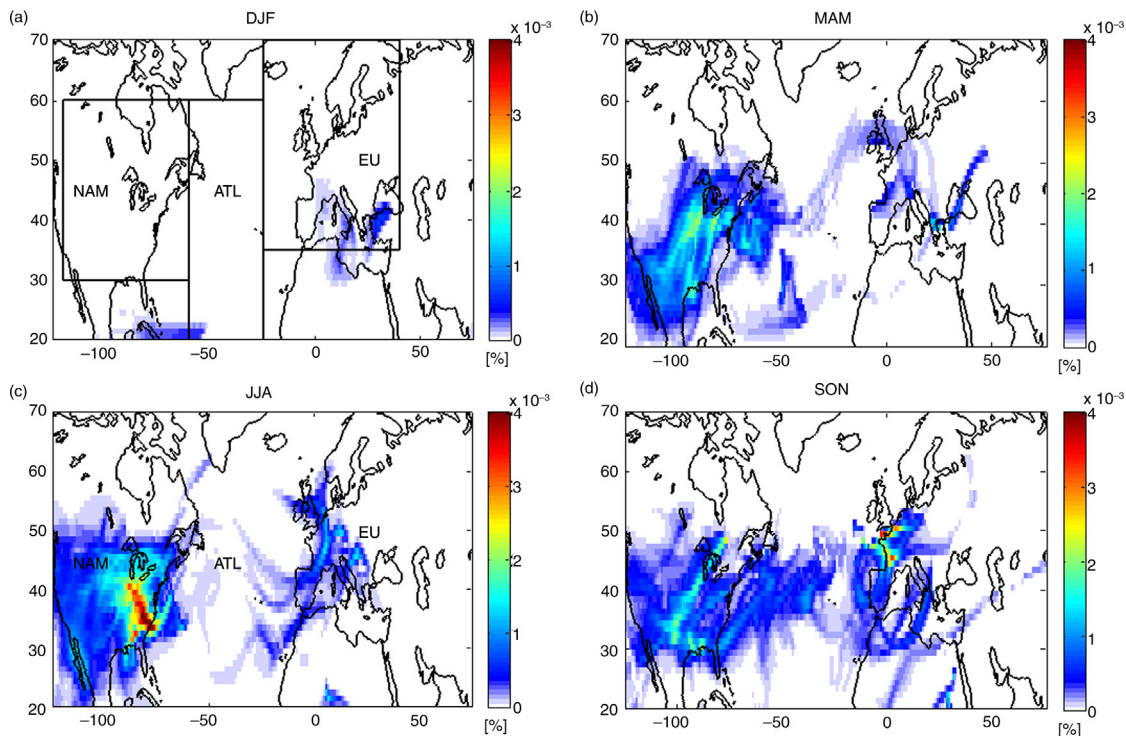 (a) DJF x 10⁻³ (b) MAM x 10⁻³
70 4 70 4
60 60
3 3
50 EU 50
NAM ATL 2 2
40 40
1 1
30 30
20 0 20 0
−100 −50 0 50 [%] −100 −50 0 50 [%]
(c) JJA x 10⁻³ (d) SON x 10⁻³
70 4 70 4
60 60
3 3
50 EU 50
NAM ATL 2 2
40 40
1 1
30 30
20 0 20 0
−100 −50 0 50 [%] −100 −50 0 50 [%]